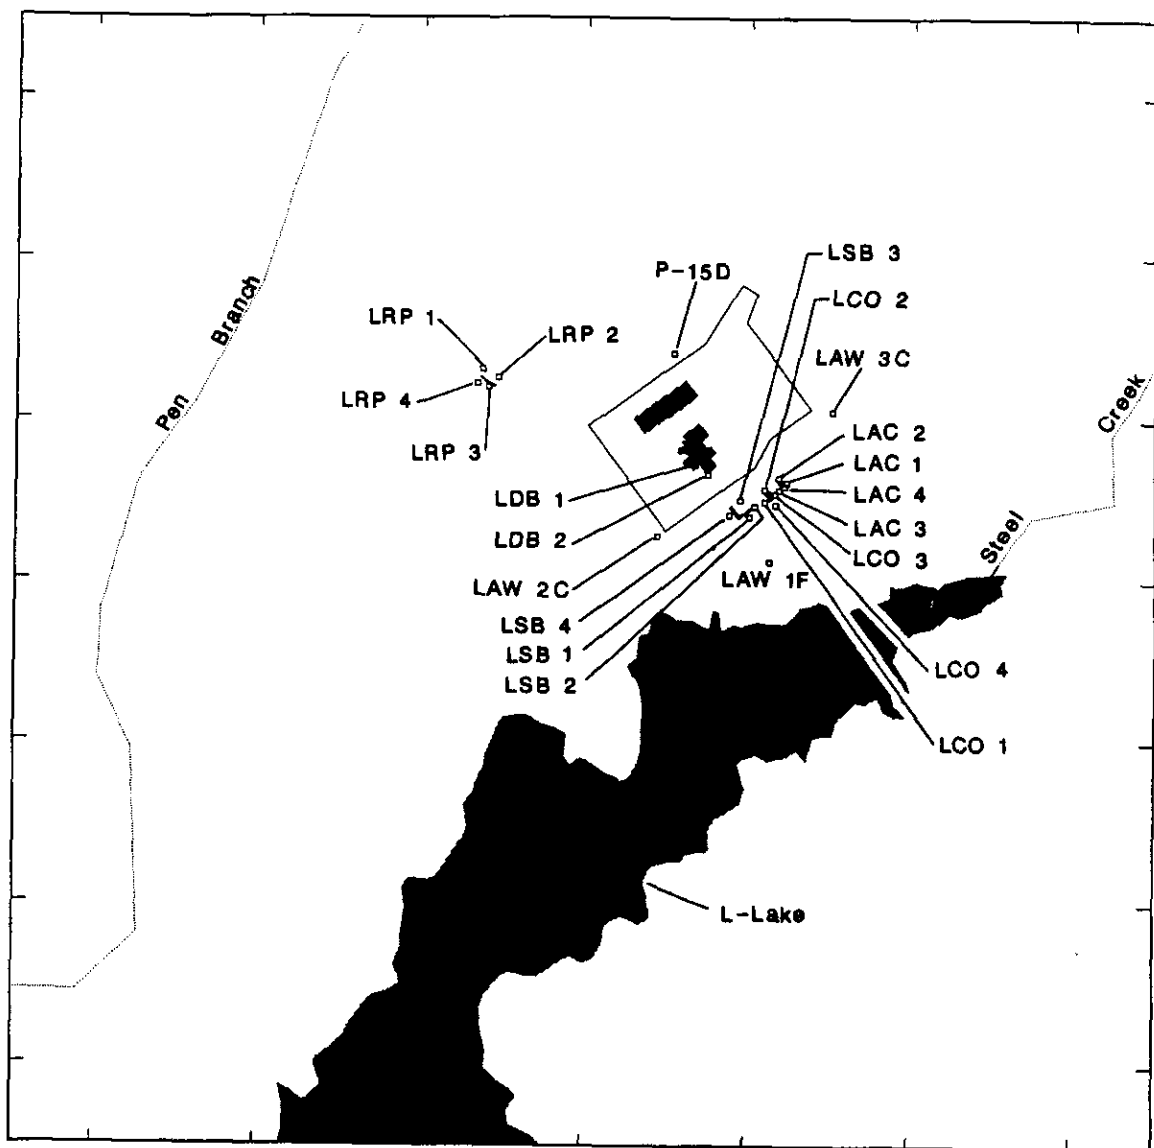 LSB 3
P-15D
LCO 2
Pen Branch
LRP 1
LRP 2
LAW 3C
LRP 4
LRP 3
Steel Creek
LAC 2
LAC 1
LDB 1
LAC 4
LAC 3
LDB 2
LCO 3
LAW 2C
LAW 1F
LSB 4
LSB 1
LCO 4
LSB 2
LCO 1
L-Lake